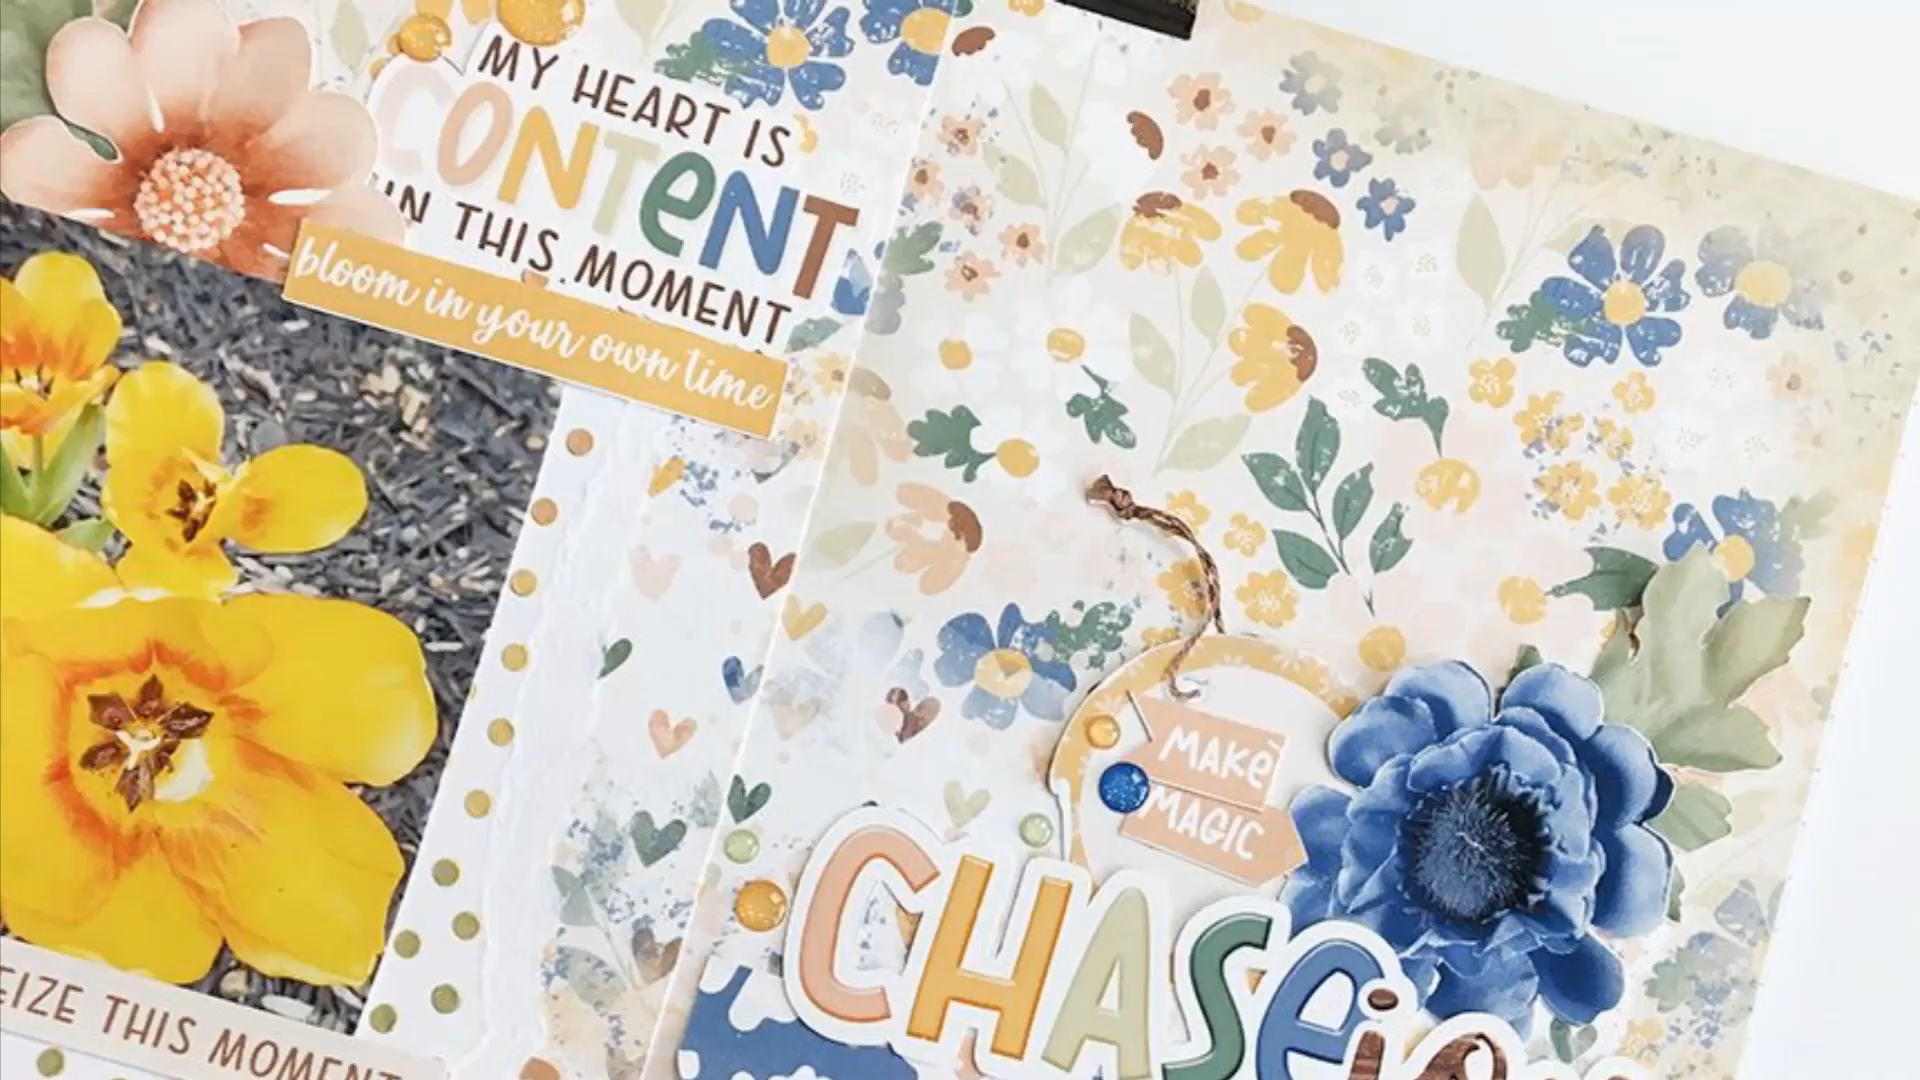 MY HEART IS
CONTENT
IN THIS MOMENT
bloom in your own time
MAKE
MAGIC
CHASE
EIZE THIS MOMENT